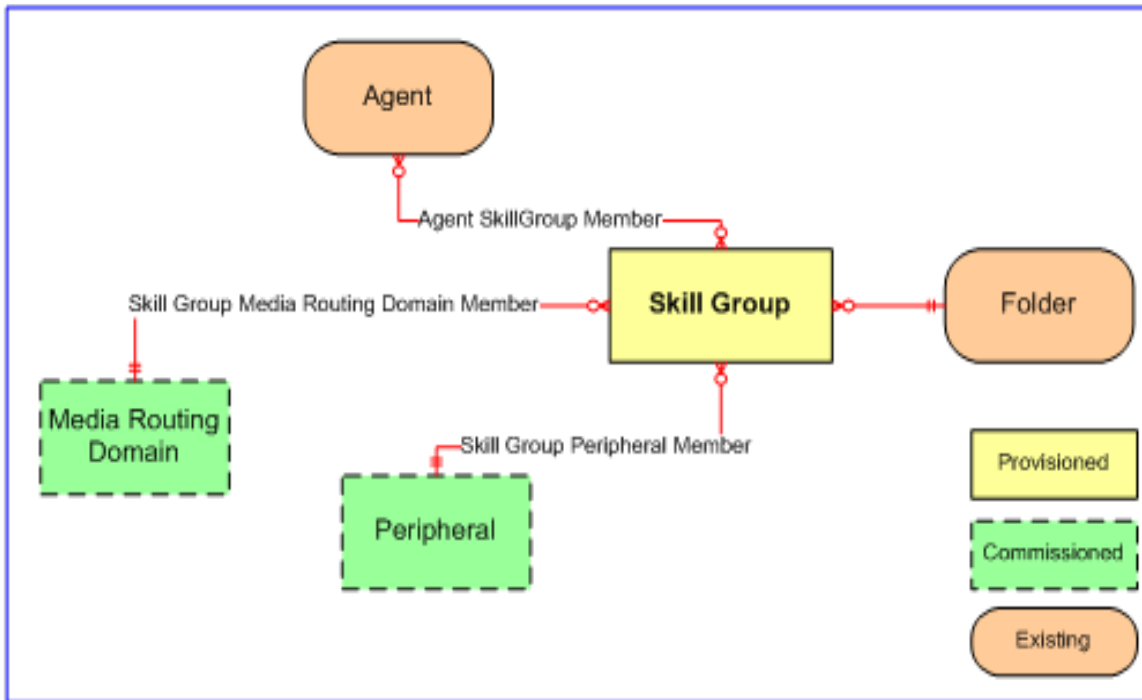 Agent
Agent SkillGroup Member
Skill Group Media Routing Domain Member
Skill Group
Folder
Media Routing
Domain
Skill Group Peripheral Member
Peripheral
Provisioned
Commissioned
Existing